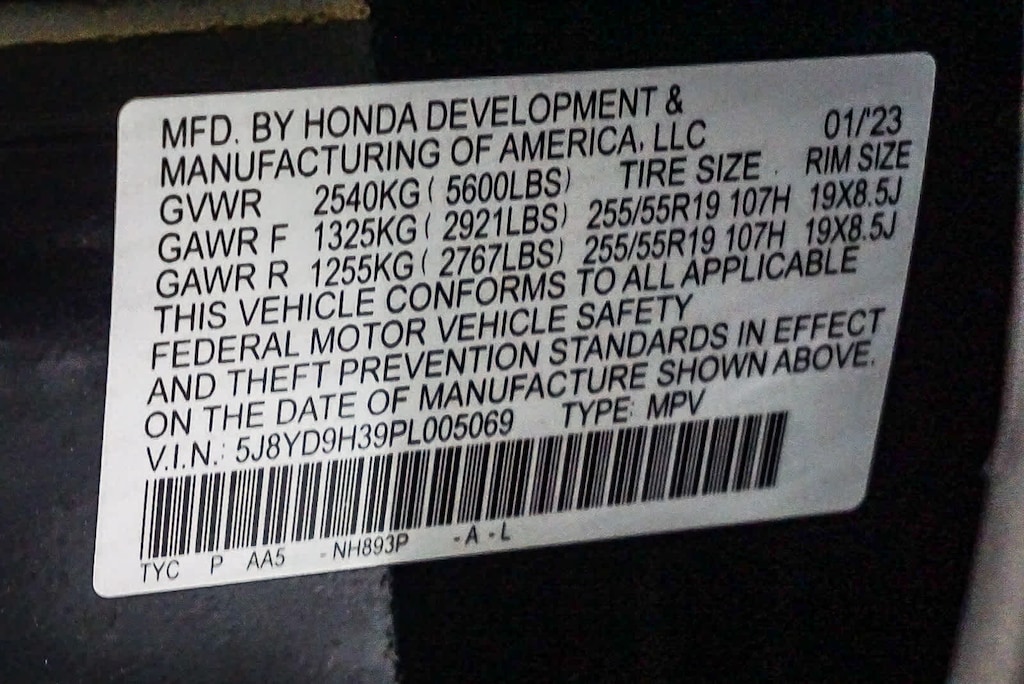 MFD. BY HONDA DEVELOPMENT &
MANUFACTURING OF AMERICA, LLC 01/'23
GVWR 2540KG ( 5600LBS) TIRE SIZE RIM SIZE
GAWR F 1325KG ( 2921LBS) 255/55R19 107H 19X8.5J
GAWR R 1255KG ( 2767LBS) 255/55R19 107H 19X8.5J
THIS VEHICLE CONFORMS TO ALL APPLICABLE
FEDERAL MOTOR VEHICLE SAFETY
AND THEFT PREVENTION STANDARDS IN EFFECT
ON THE DATE OF MANUFACTURE SHOWN ABOVE.
V.I.N.: 5J8YD9H39PL005069 TYPE: MPV
TYC P AA5 - NH893P - A - L